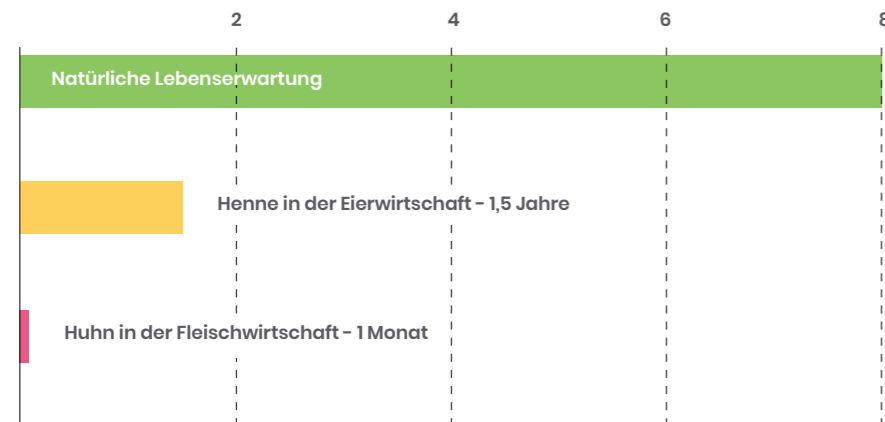 2 4 6 8
Natürliche Lebenserwartung
Henne in der Eierwirtschaft - 1,5 Jahre
Huhn in der Fleischwirtschaft - 1 Monat